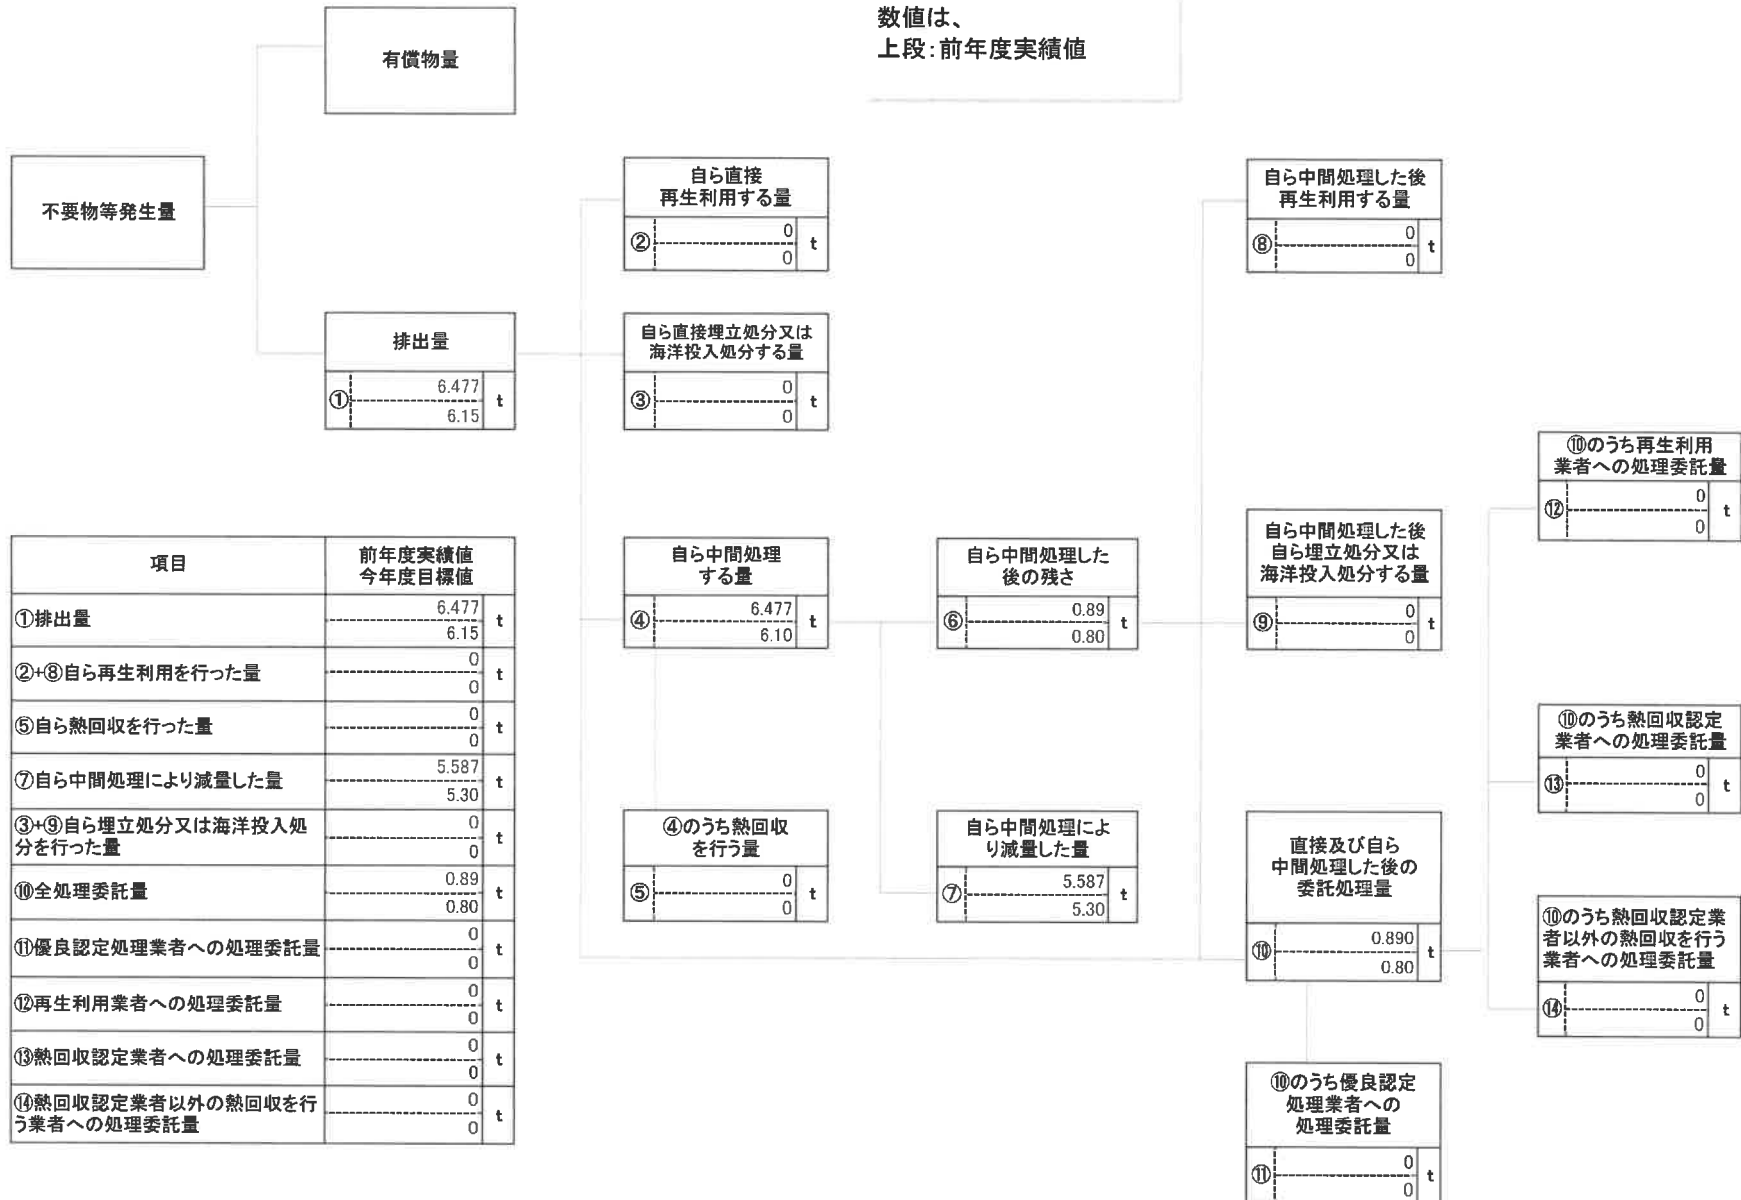 数値は、
上段:前年度実績値
有償物量
不要物等発生量
排出量
①
6.477
6.15
t
自ら直接
再生利用する量
②
0
0
t
自ら直接埋立処分又は
海洋投入処分する量
③
0
0
t
自ら中間処理
する量
④
6.477
6.10
t
④のうち熱回収
を行う量
⑤
0
0
t
自ら中間処理した
後の残さ
⑥
0.89
0.80
t
自ら中間処理によ
り減量した量
⑦
5.587
5.30
t
自ら中間処理した後
再生利用する量
⑧
0
0
t
自ら中間処理した後
自ら埋立処分又は
海洋投入処分する量
⑨
0
0
t
直接及び自ら
中間処理した後の
委託処理量
⑩
0.890
0.80
t
⑩のうち優良認定
処理業者への
処理委託量
⑪
0
0
t
⑩のうち再生利用
業者への処理委託量
⑫
0
0
t
⑩のうち熱回収認定
業者への処理委託量
⑬
0
0
t
⑩のうち熱回収認定業
者以外の熱回収を行う
業者への処理委託量
⑭
0
0
t
項目
前年度実績値
今年度目標値
①排出量
6.477
6.15
t
②+⑧自ら再生利用を行った量
0
0
t
⑤自ら熱回収を行った量
0
0
t
⑦自ら中間処理により減量した量
5.587
5.30
t
③+⑨自ら埋立処分又は海洋投入処
分を行った量
0
0
t
⑩全処理委託量
0.89
0.80
t
⑪優良認定処理業者への処理委託量
0
0
t
⑫再生利用業者への処理委託量
0
0
t
⑬熱回収認定業者への処理委託量
0
0
t
⑭熱回収認定業者以外の熱回収を行
う業者への処理委託量
0
0
t